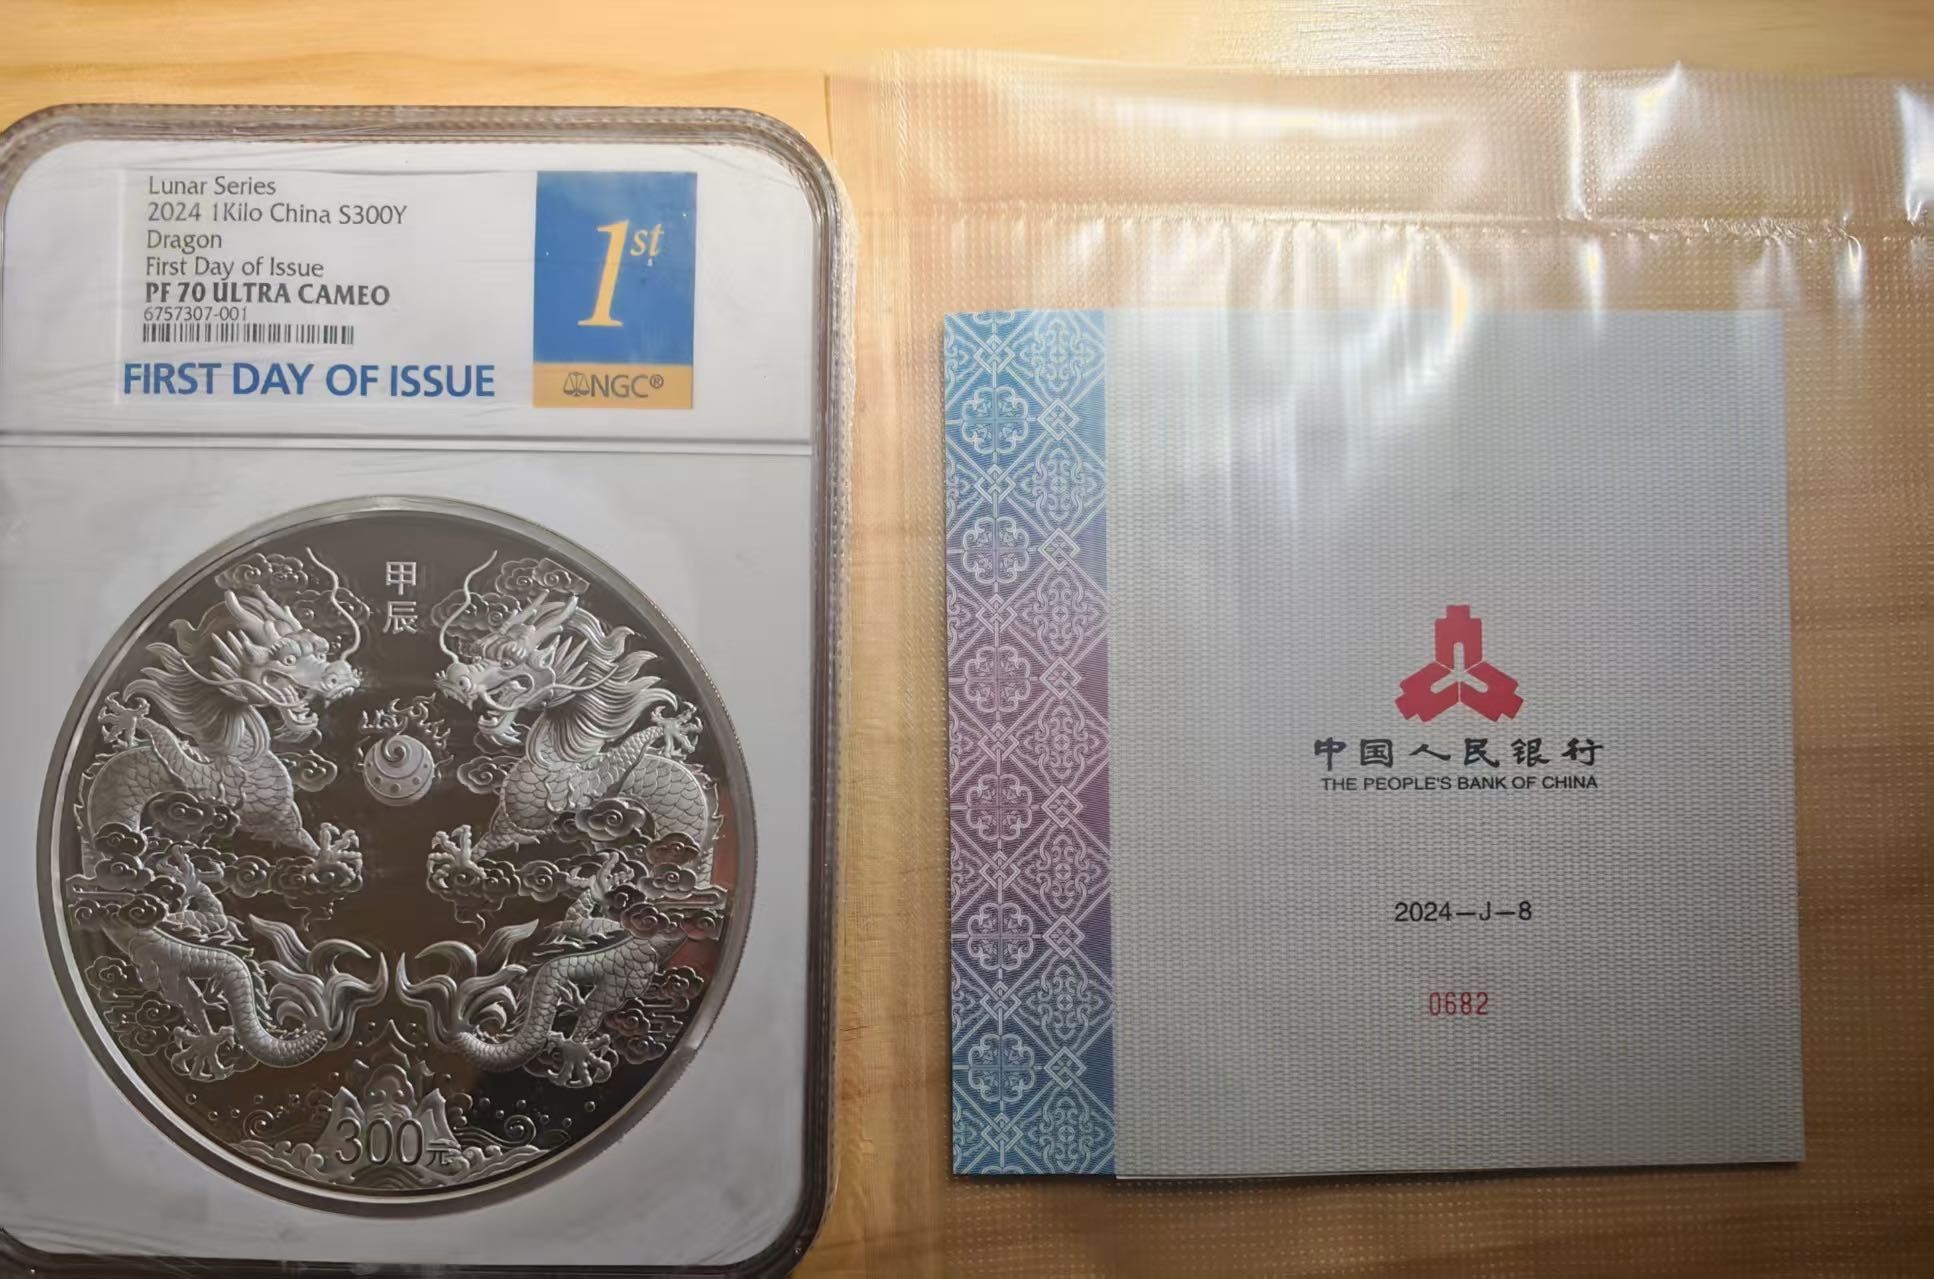 Lunar Series
2024 1Kilo China S300Y
Dragon
First Day of Issue
PF 70 ULTRA CAMEO
6757307-001
FIRST DAY OF ISSUE
1st
NGC®
甲
辰
300元
中国人民银行
THE PEOPLE'S BANK OF CHINA
2024—J—8
0682